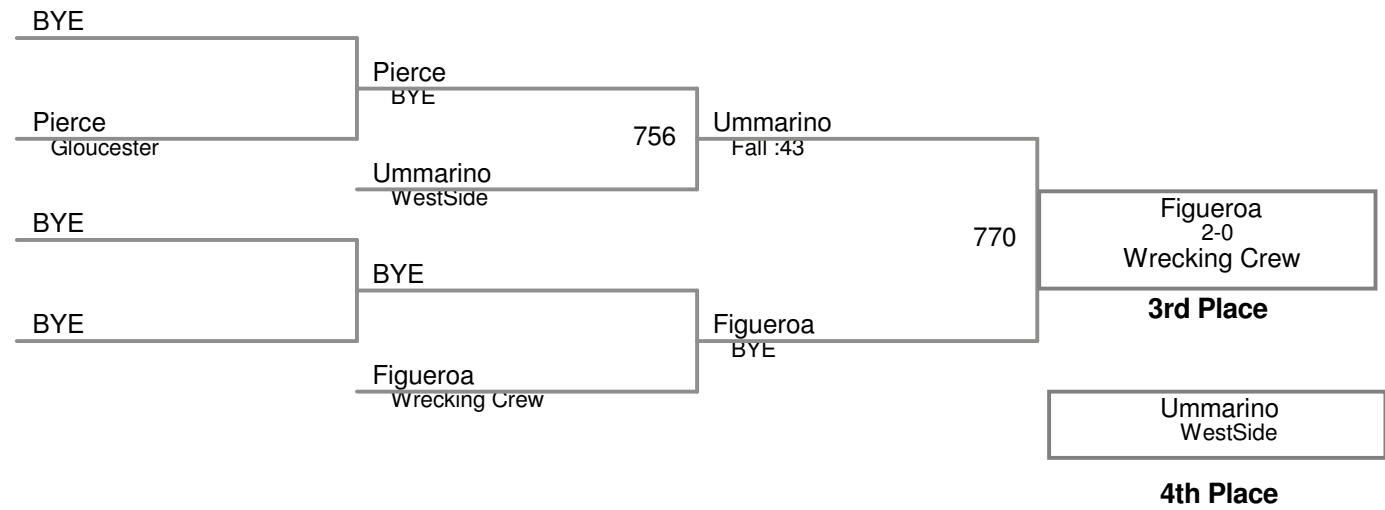 BYE
Pierce
BYE
Pierce
Gloucester
756
Ummarino
Fall :43
Ummarino
WestSide
BYE
770
Figueroa
2-0
Wrecking Crew
BYE
3rd Place
BYE
Figueroa
BYE
Figueroa
Wrecking Crew
Ummarino
WestSide
4th Place